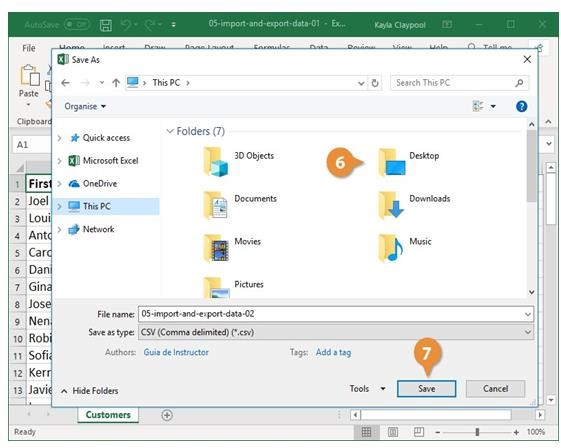 AutoSave Off 05-import-and-export-data-01 - Ex... Kayla Claypool
File Home Insert Draw Page Layout Formulas Data Review View Help Tell me
Save As
This PC
Search This PC
Paste
Organise
Clipboard
Quick access
Microsoft Excel
OneDrive
This PC
Network
Folders (7)
3D Objects
6
Desktop
Documents
Downloads
Movies
Music
Pictures
A1
1 First
2 Joel
3 Loui
4 Anto
5 Caro
6 Dani
7 Gina
8 Jose
9 Nena
10 Robi
11 Sofia
12 Kerr
13 Javie
File name: 05-import-and-export-data-02
Save as type: CSV (Comma delimited) (*.csv)
Authors: Guia de Instructor Tags: Add a tag
7
Hide Folders Tools Save Cancel
Customers
Ready 100%